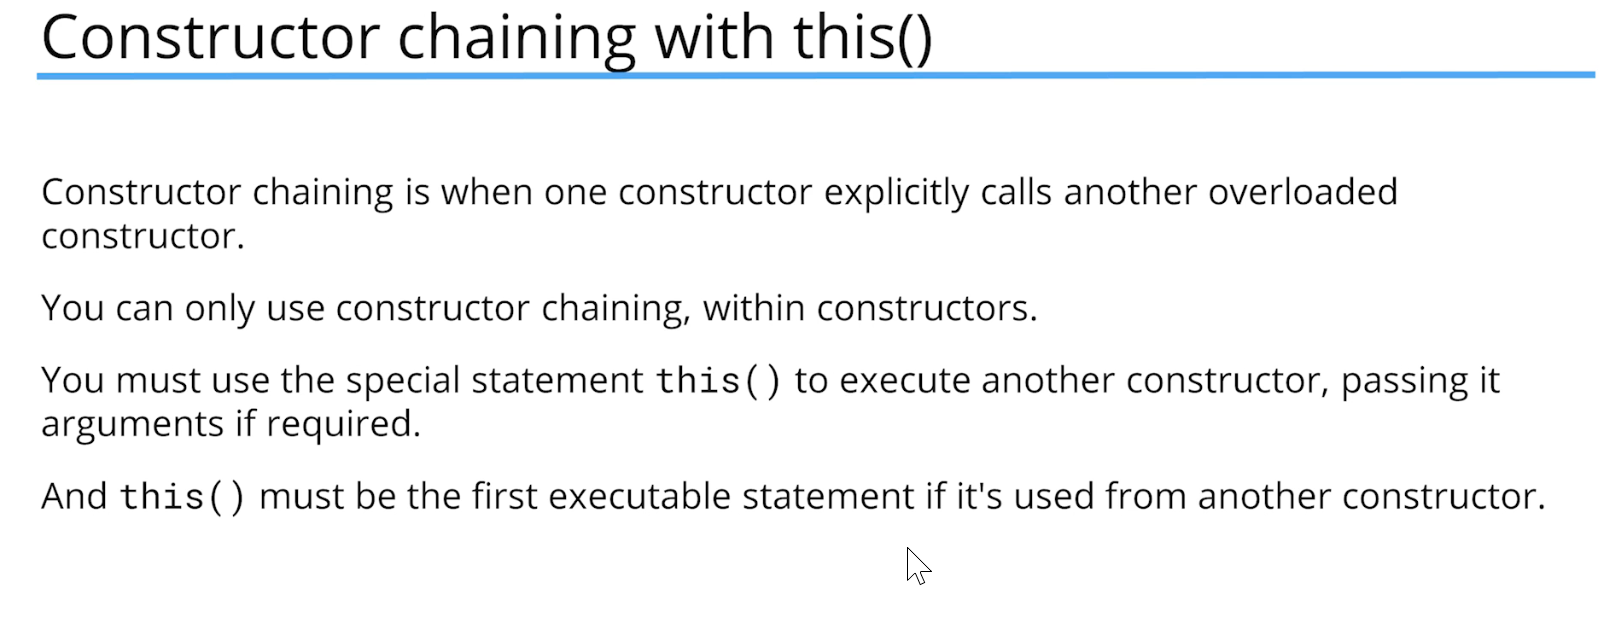 Constructor chaining with this()
Constructor chaining is when one constructor explicitly calls another overloaded
constructor.
You can only use constructor chaining, within constructors.
You must use the special statement this() to execute another constructor, passing it
arguments if required.
And this() must be the first executable statement if it's used from another constructor.